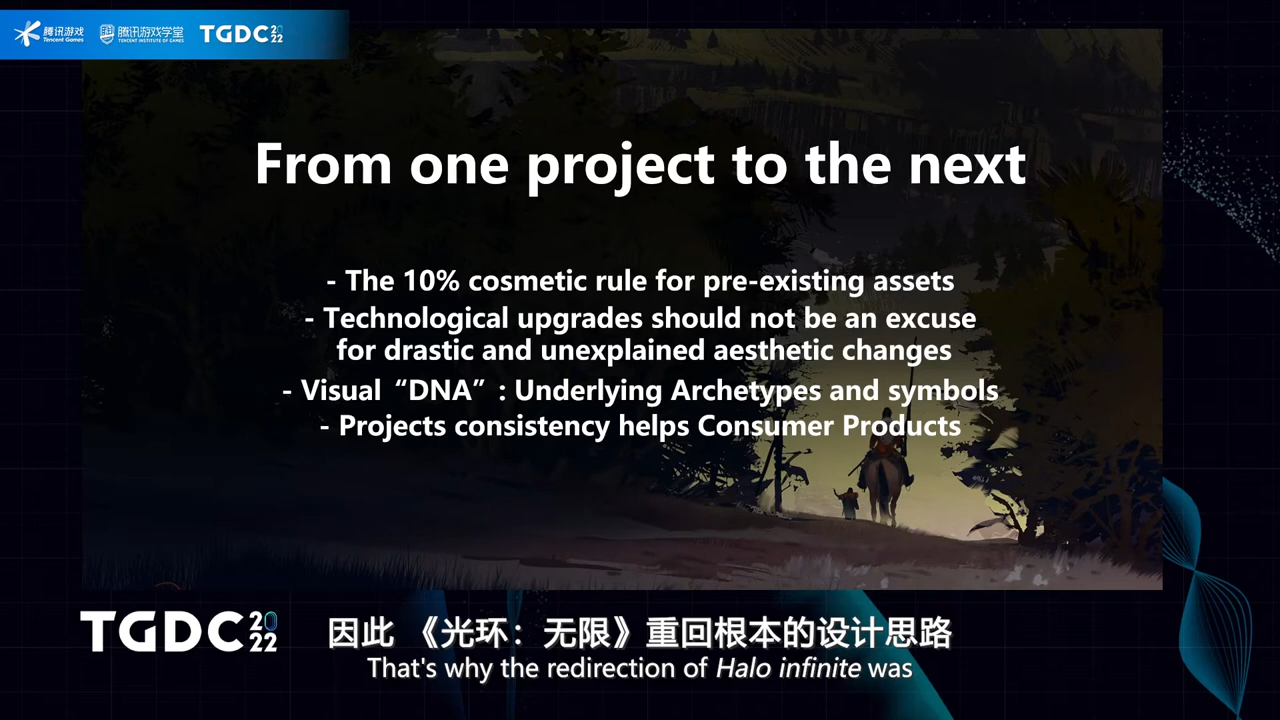 腾讯游戏
Tencent Games
腾讯游戏学堂
TENCENT INSTITUTE OF GAMES
TGDC 2022
From one project to the next
- The 10% cosmetic rule for pre-existing assets
- Technological upgrades should not be an excuse
for drastic and unexplained aesthetic changes
- Visual “DNA”: Underlying Archetypes and symbols
- Projects consistency helps Consumer Products
TGDC 2022
因此 《光环：无限》重回根本的设计思路
That's why the redirection of Halo infinite was